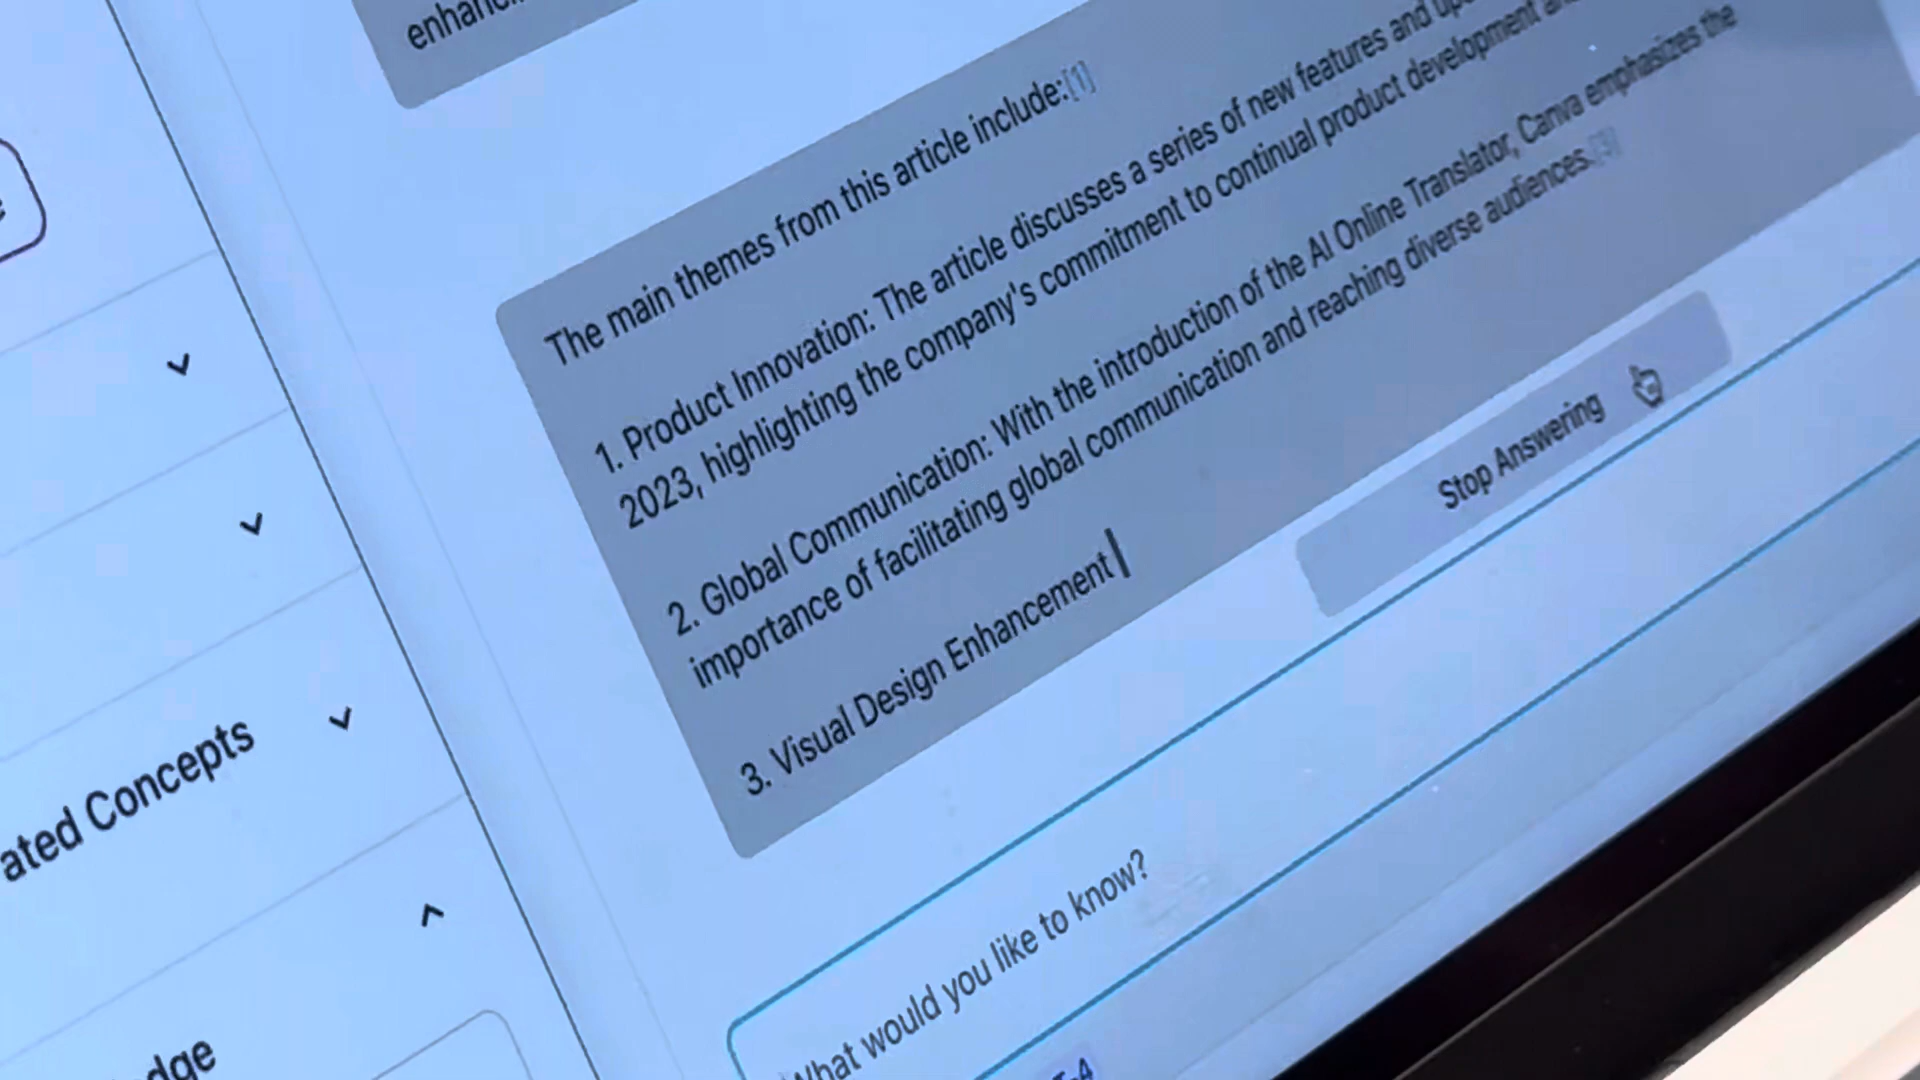 The main themes from this article include:[1]
1. Product Innovation: The article discusses a series of new features and
2023, highlighting the company's commitment to continual product development
2. Global Communication: With the introduction of the AI Online Translator, Canva emphasizes the
importance of facilitating global communication and reaching diverse audiences.[3]
3. Visual Design Enhancement
Stop Answering
ated Concepts
What would you like to know?